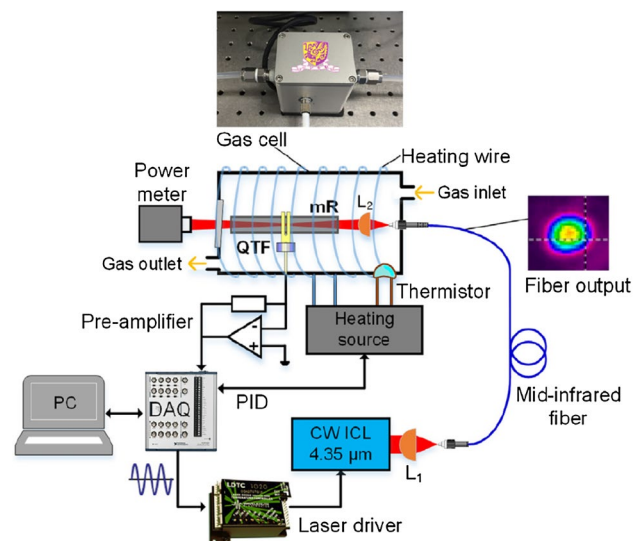 Gas cell
Heating wire
Power
meter
L2
mR
Gas inlet
QTF
Gas outlet
Thermistor
Fiber output
Pre-amplifier
-
+
Heating
source
PC
DAQ
PID
Mid-infrared
fiber
CW ICL
4.35 µm
L1
LDTC
Laser driver